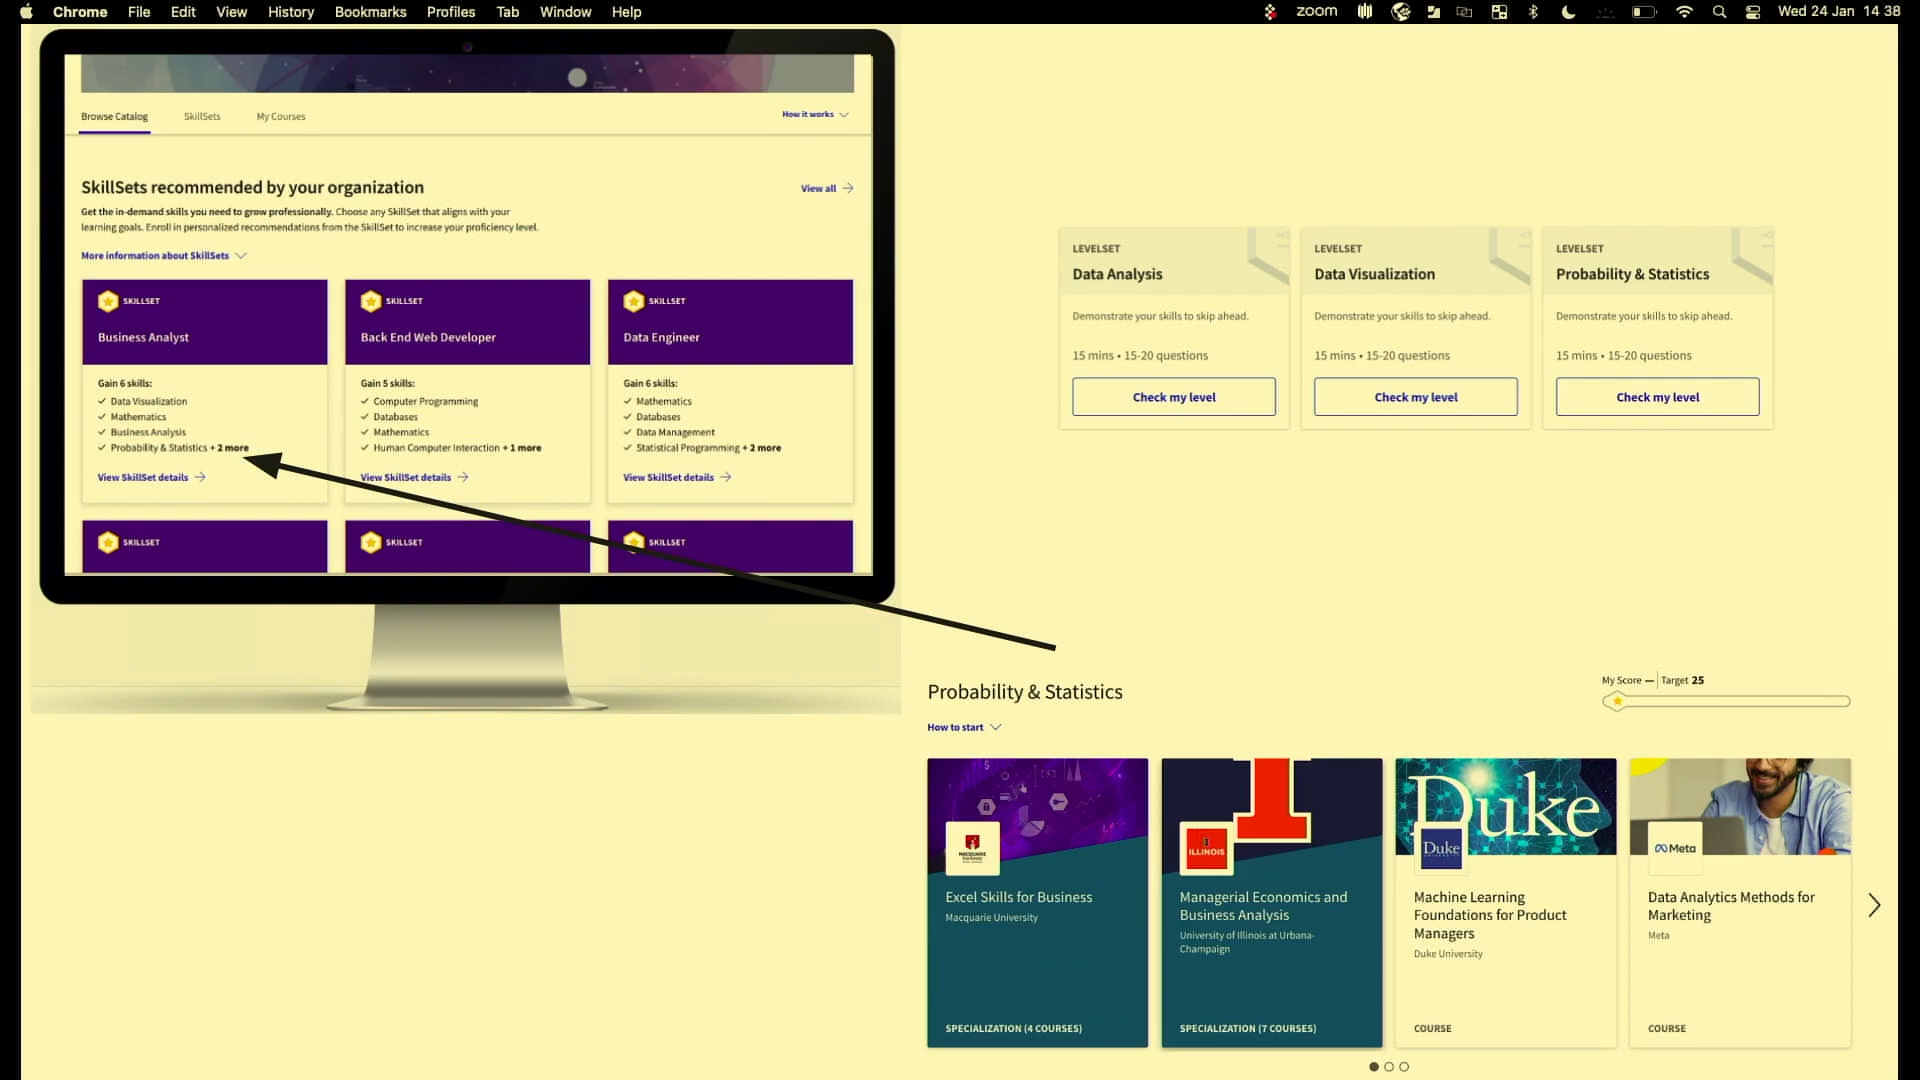 Chrome File Edit View History Bookmarks Profiles Tab Window Help
zoom
Wed 24 Jan 14 38
Browse Catalog SkillSets My Courses
How it works
SkillSets recommended by your organization
View all
Get the in-demand skills you need to grow professionally. Choose any SkillSet that aligns with your
learning goals. Enroll in personalized recommendations from the SkillSet to increase your proficiency level.
More information about SkillSets
SKILLSET
Business Analyst
Gain 6 skills:
Data Visualization
Mathematics
Business Analysis
Probability & Statistics + 2 more
View SkillSet details
SKILLSET
Back End Web Developer
Gain 5 skills:
Computer Programming
Databases
Mathematics
Human Computer Interaction + 1 more
View SkillSet details
SKILLSET
Data Engineer
Gain 6 skills:
Mathematics
Databases
Data Management
Statistical Programming + 2 more
View SkillSet details
SKILLSET
SKILLSET
SKILLSET
LEVELSET
Data Analysis
Demonstrate your skills to skip ahead.
15 mins • 15-20 questions
Check my level
LEVELSET
Data Visualization
Demonstrate your skills to skip ahead.
15 mins • 15-20 questions
Check my level
LEVELSET
Probability & Statistics
Demonstrate your skills to skip ahead.
15 mins • 15-20 questions
Check my level
Probability & Statistics
My Score — Target 25
How to start
MACQUARIE
Excel Skills for Business
Macquarie University
SPECIALIZATION (4 COURSES)
I
ILLINOIS
Managerial Economics and
Business Analysis
University of Illinois at Urbana-
Champaign
SPECIALIZATION (7 COURSES)
Duke
Duke
UNIVERSITY
Machine Learning
Foundations for Product
Managers
Duke University
COURSE
Meta
Data Analytics Methods for
Marketing
Meta
COURSE